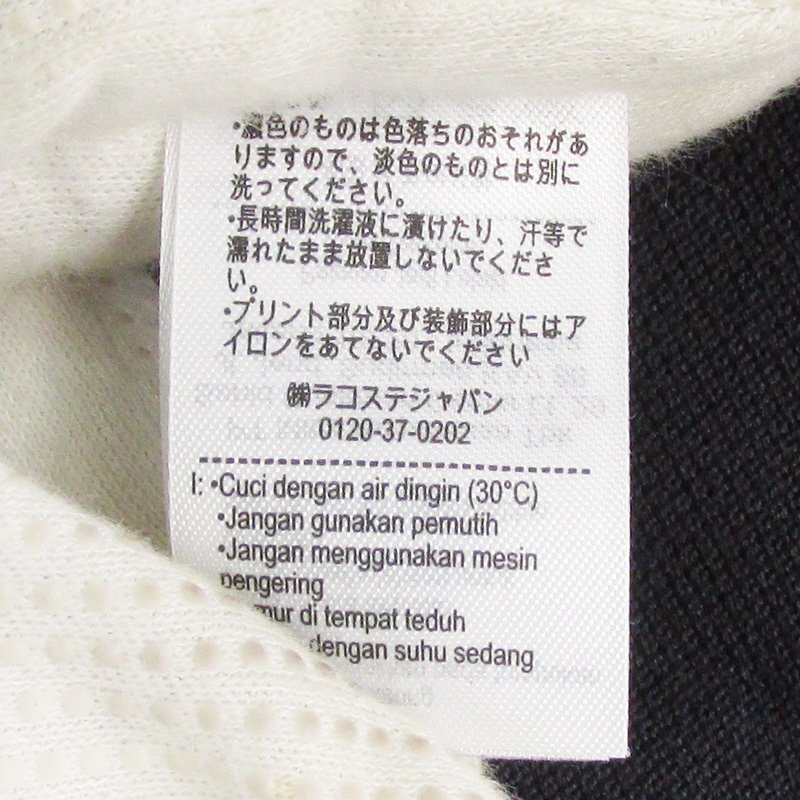 •濃色のものは色落ちのおそれがあ
りますので、淡色のものとは別に
洗ってください。
•長時間洗濯液に漬けたり、汗等で
濡れたまま放置しないでくださ
い。
•プリント部分及び装飾部分にはア
イロンをあてないでください
㈱ラコステジャパン
0120-37-0202
I: •Cuci dengan air dingin (30°C)
•Jangan gunakan pemutih
•Jangan menggunakan mesin
pengering
di tempat teduh
dengan suhu sedang